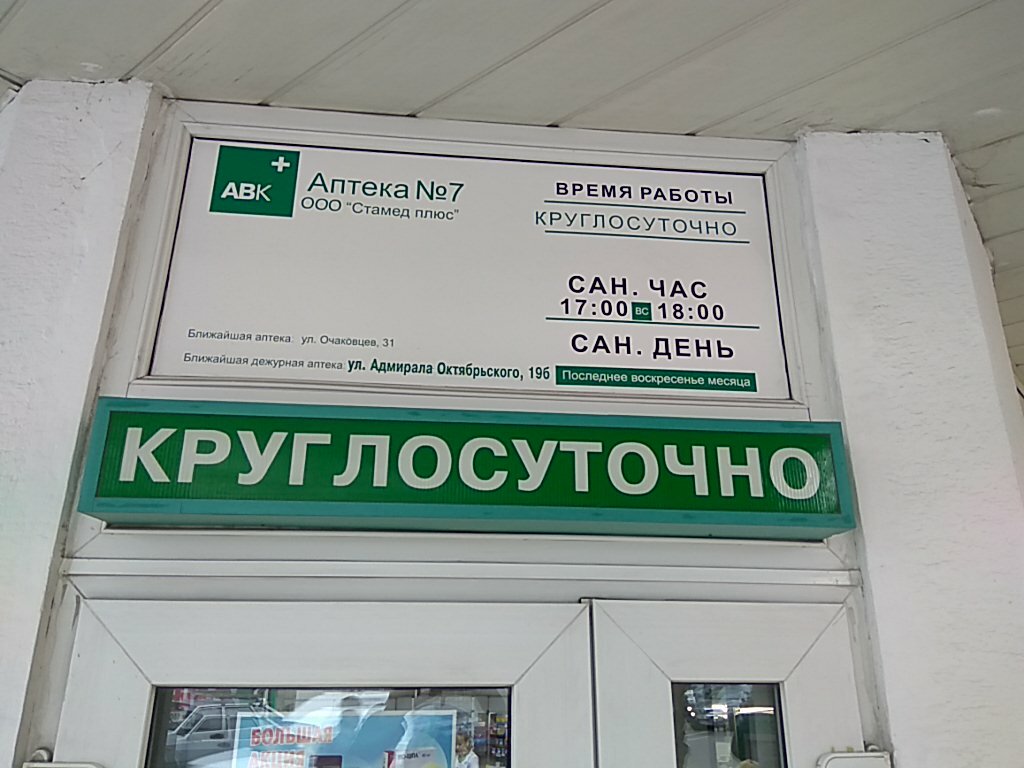 АВК
Аптека №7
ООО "Стамед плюс"
ВРЕМЯ РАБОТЫ
КРУГЛОСУТОЧНО
САН. ЧАС
17:00 ВС 18:00
САН. ДЕНЬ
Последнее воскресенье месяца
Ближайшая аптека: ул. Очаковцев, 31
Ближайшая дежурная аптека: ул. Адмирала Октябрьского, 19б
КРУГЛОСУТОЧНО
БОЛЬШАЯ
АКЦИЯ